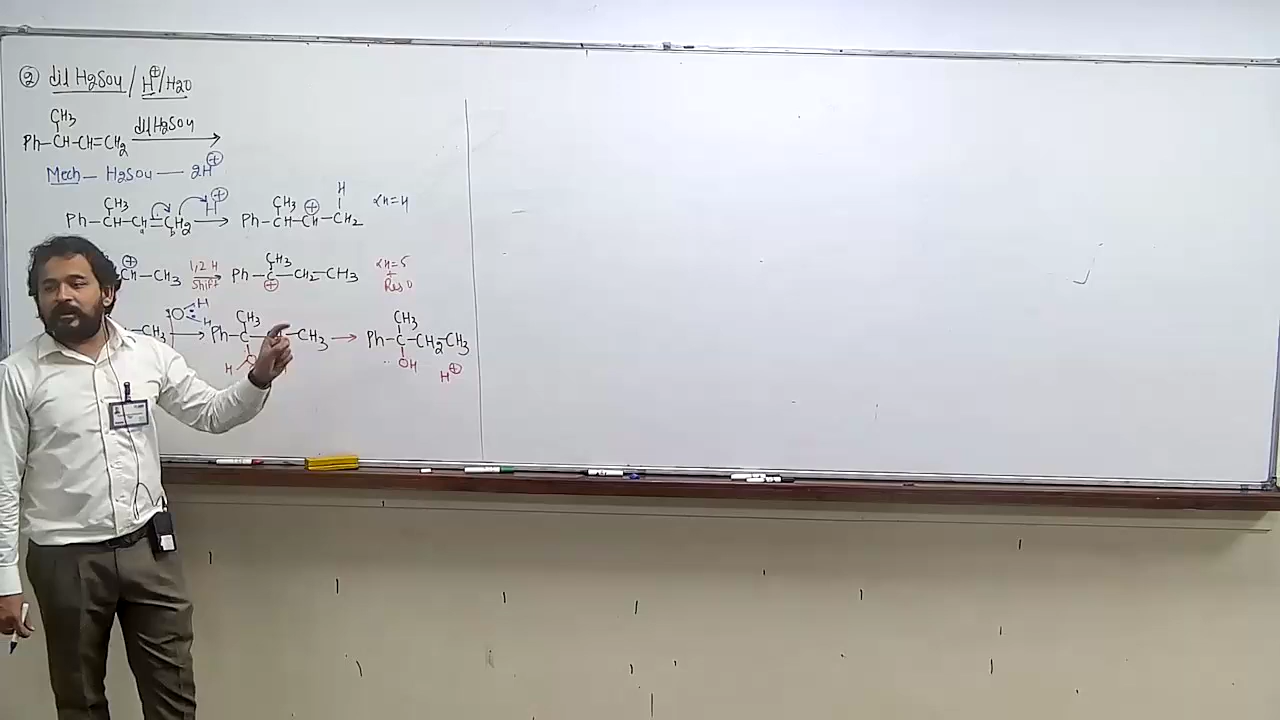 ② dil H2SO4 / H⊕/H2O
CH3
Ph—CH—CH=CH2 dil H2SO4 →
Mech — H2SO4 — 2H⊕
CH3 H⊕ CH3 ⊕ H αH=4
Ph—CH—CH=CH2 → Ph—CH—CH—CH2
a b
⊕ CH—CH3 1,2 H Shift → Ph—C—CH2—CH3 αH=5
CH3 ⊕ + Reso
—CH3 :O H H → Ph—C— —CH3 → Ph—C—CH2—CH3
CH3 CH3
H OH H⊕